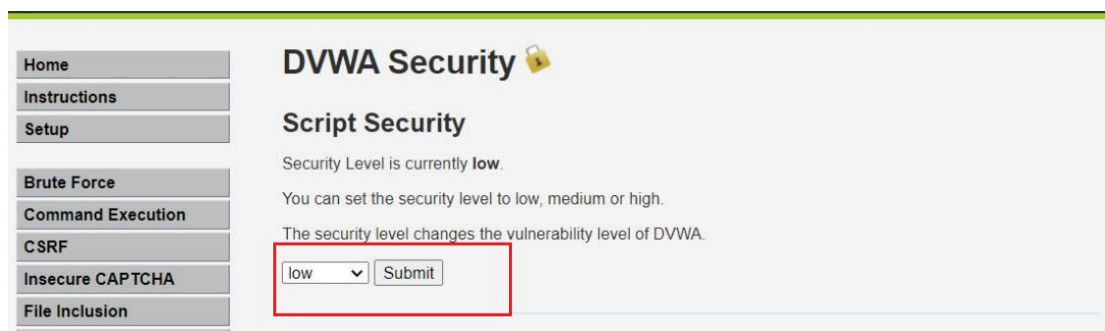 Home
Instructions
Setup
Brute Force
Command Execution
CSRF
Insecure CAPTCHA
File Inclusion
DVWA Security
Script Security
Security Level is currently low.
You can set the security level to low, medium or high.
The security level changes the vulnerability level of DVWA.
low Submit